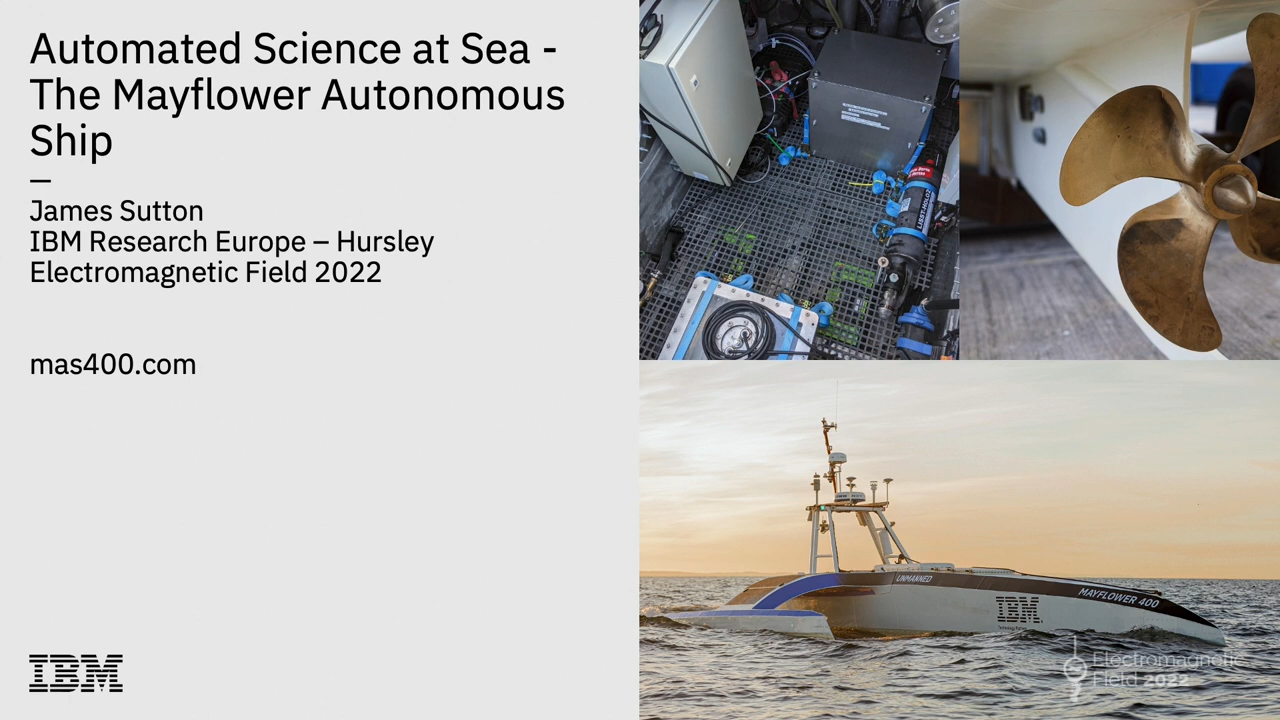 Automated Science at Sea -
The Mayflower Autonomous
Ship
—
James Sutton
IBM Research Europe – Hursley
Electromagnetic Field 2022
mas400.com
IBM
UNMANNED
MAYFLOWER 400
IBM
Electromagnetic
Field 2022